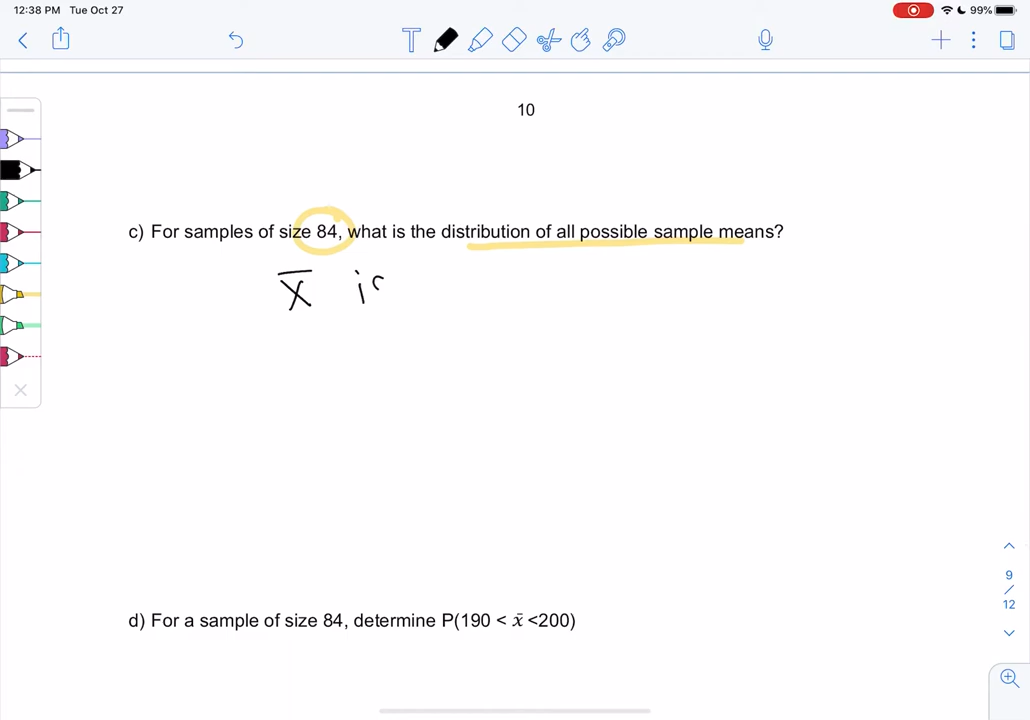 12:38 PM Tue Oct 27
99%
T
10
c) For samples of size 84, what is the distribution of all possible sample means?
x̄ is
9
/
12
d) For a sample of size 84, determine P(190 < x̄ <200)